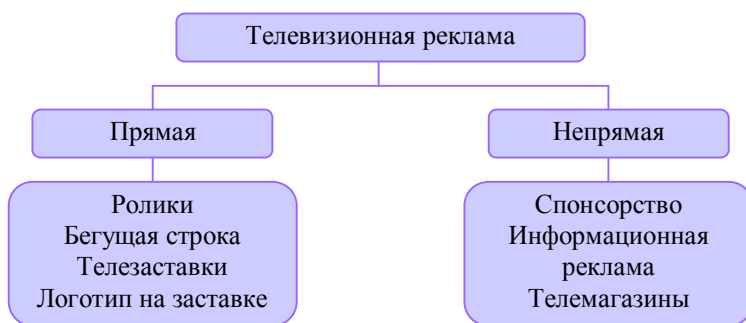 Телевизионная реклама
Прямая
Непрямая
Ролики
Бегущая строка
Телезаставки
Логотип на заставке
Спонсорство
Информационная
реклама
Телемагазины